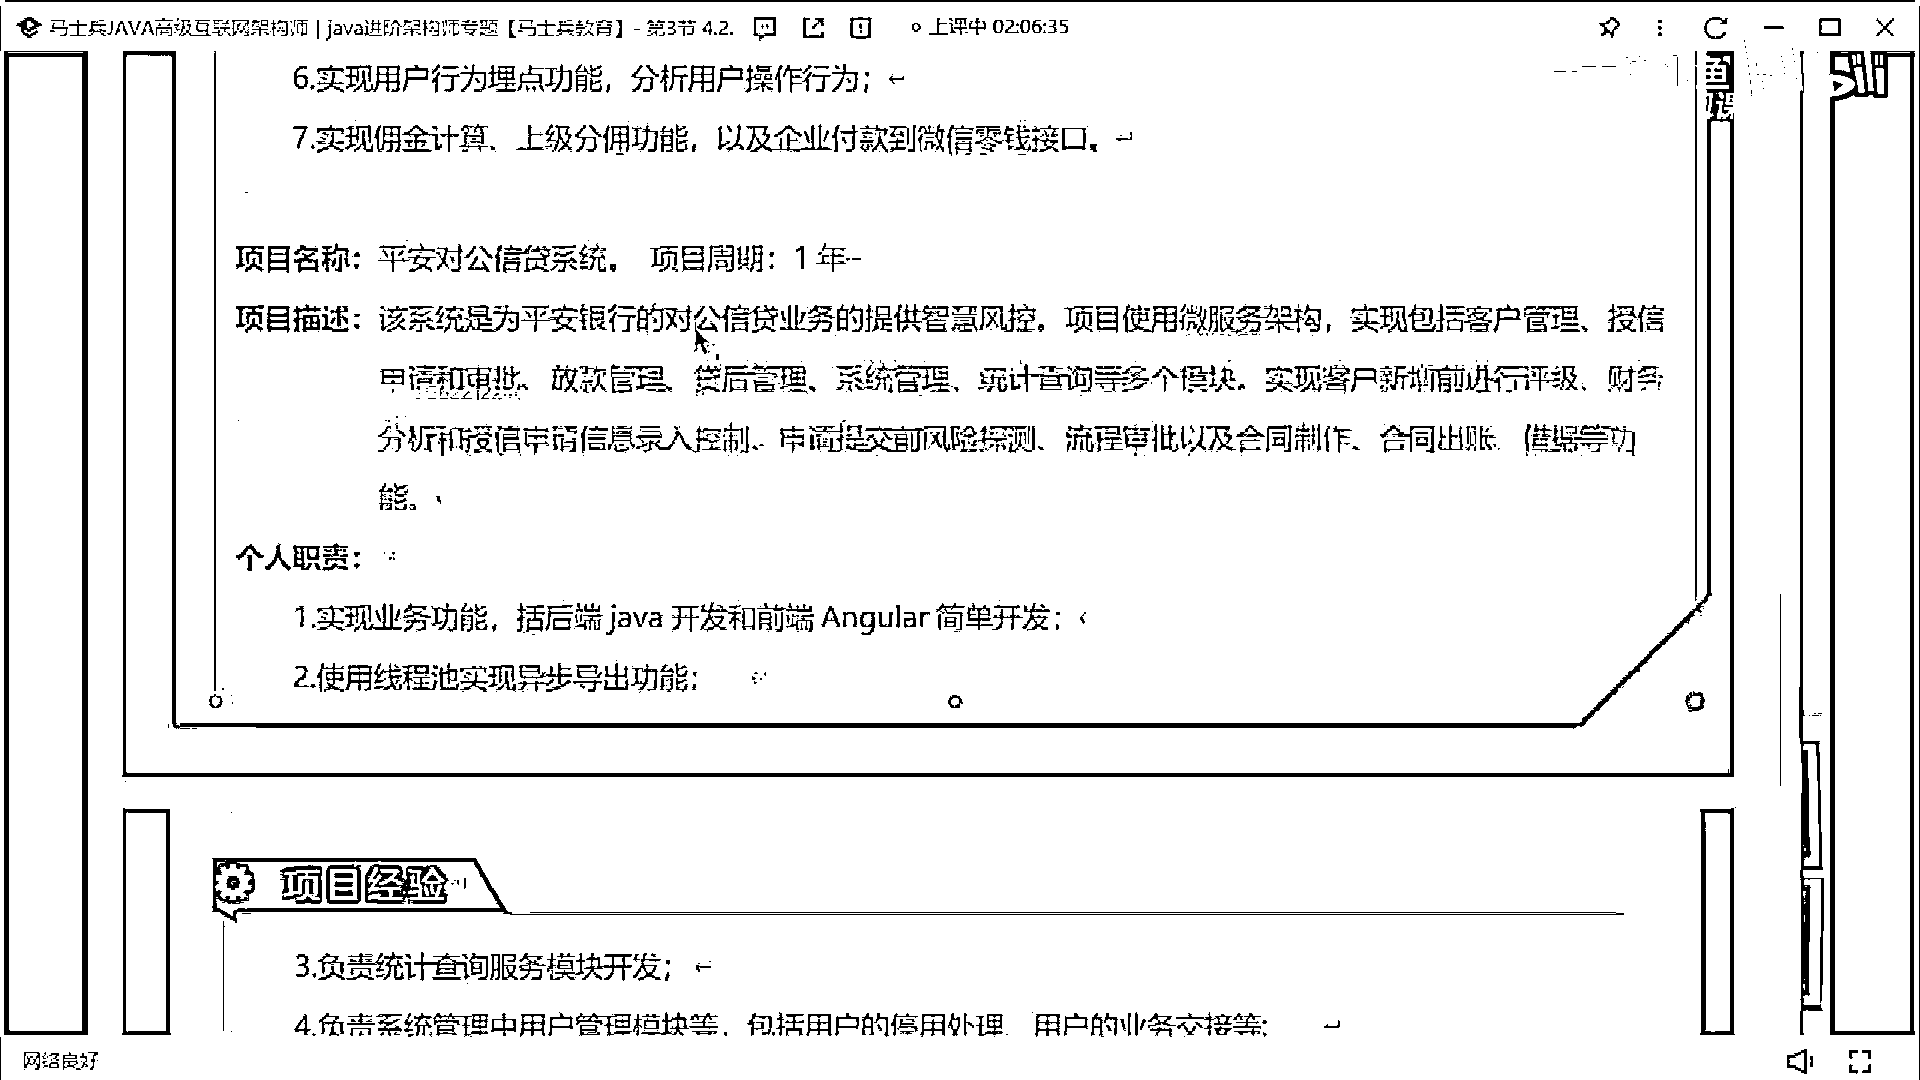 马士兵JAVA高级互联网架构师 | java进阶架构师专题【马士兵教育】- 第3节 4.2. 上课中 02:06:35
6.实现用户行为埋点功能，分析用户操作行为；
7.实现佣金计算、上级分佣功能，以及企业付款到微信零钱接口。
项目名称：平安对公信贷系统。 项目周期：1 年
项目描述：该系统是为平安银行的对公信贷业务的提供智慧风控。项目使用微服务架构，实现包括客户管理、授信
申请和审批、放款管理、贷后管理、系统管理、统计查询等多个模块。实现客户新增前进行评级、财务
分析和授信申请信息录入控制、申请提交前风险探测、流程审批以及合同制作、合同出账、借据等功
能。
个人职责：
1.实现业务功能，括后端 java 开发和前端 Angular 简单开发；
2.使用线程池实现异步导出功能；
项目经验
3.负责统计查询服务模块开发；
4.负责系统管理中用户管理模块等，包括用户的停用处理、用户的业务交接等；
网络良好